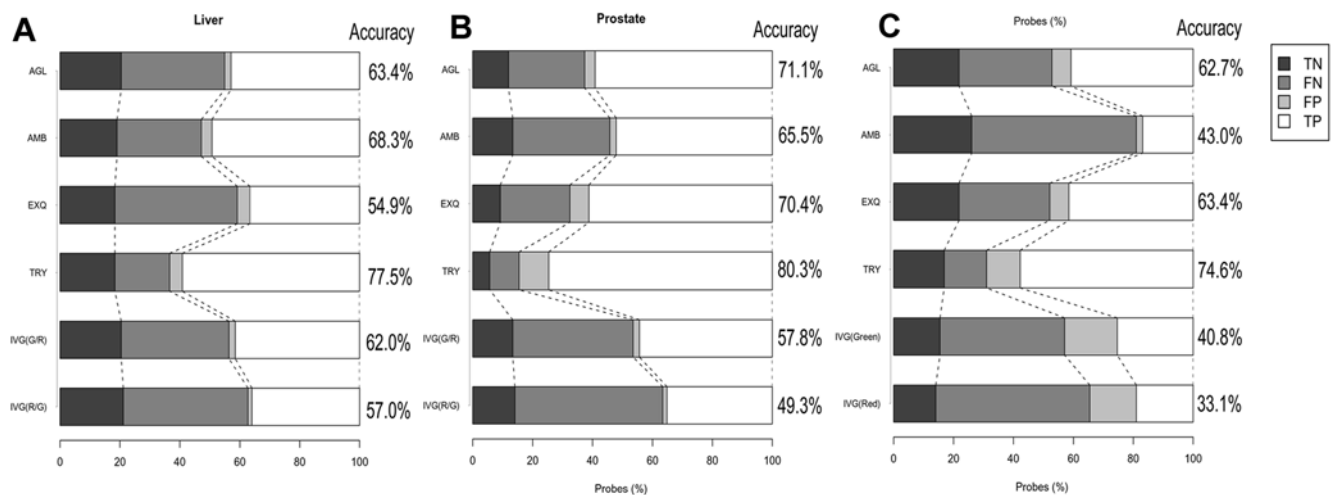 A
Liver
Accuracy
AGL
63.4%
AMB
68.3%
EXQ
54.9%
TRY
77.5%
IVG(G/R)
62.0%
IVG(R/G)
57.0%
0 20 40 60 80 100
Probes (%)
B
Prostate
Accuracy
AGL
71.1%
AMB
65.5%
EXQ
70.4%
TRY
80.3%
IVG(G/R)
57.8%
IVG(R/G)
49.3%
0 20 40 60 80 100
Probes (%)
C
Probes (%)
Accuracy
AGL
62.7%
AMB
43.0%
EXQ
63.4%
TRY
74.6%
IVG(Green)
40.8%
IVG(Red)
33.1%
0 20 40 60 80 100
TN
FN
FP
TP